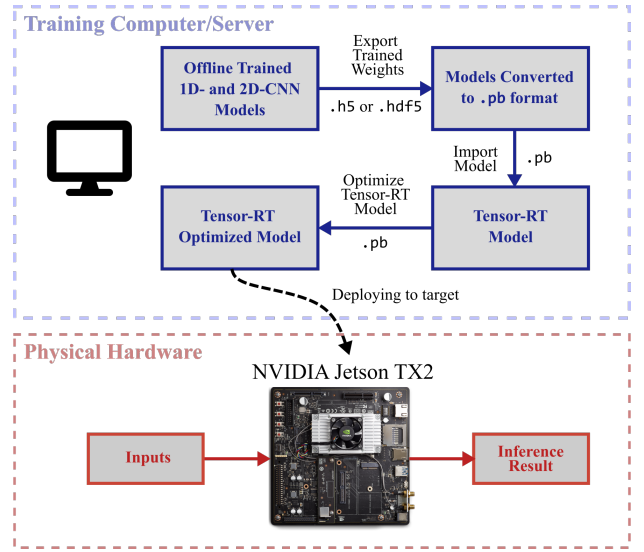 Training Computer/Server
Offline Trained
1D- and 2D-CNN
Models
Export
Trained
Weights
.h5 or .hdf5
Models Converted
to .pb format
Import
Model
.pb
Tensor-RT
Model
Optimize
Tensor-RT
Model
.pb
Tensor-RT
Optimized Model
Deploying to target
Physical Hardware
NVIDIA Jetson TX2
Inputs
Inference
Result